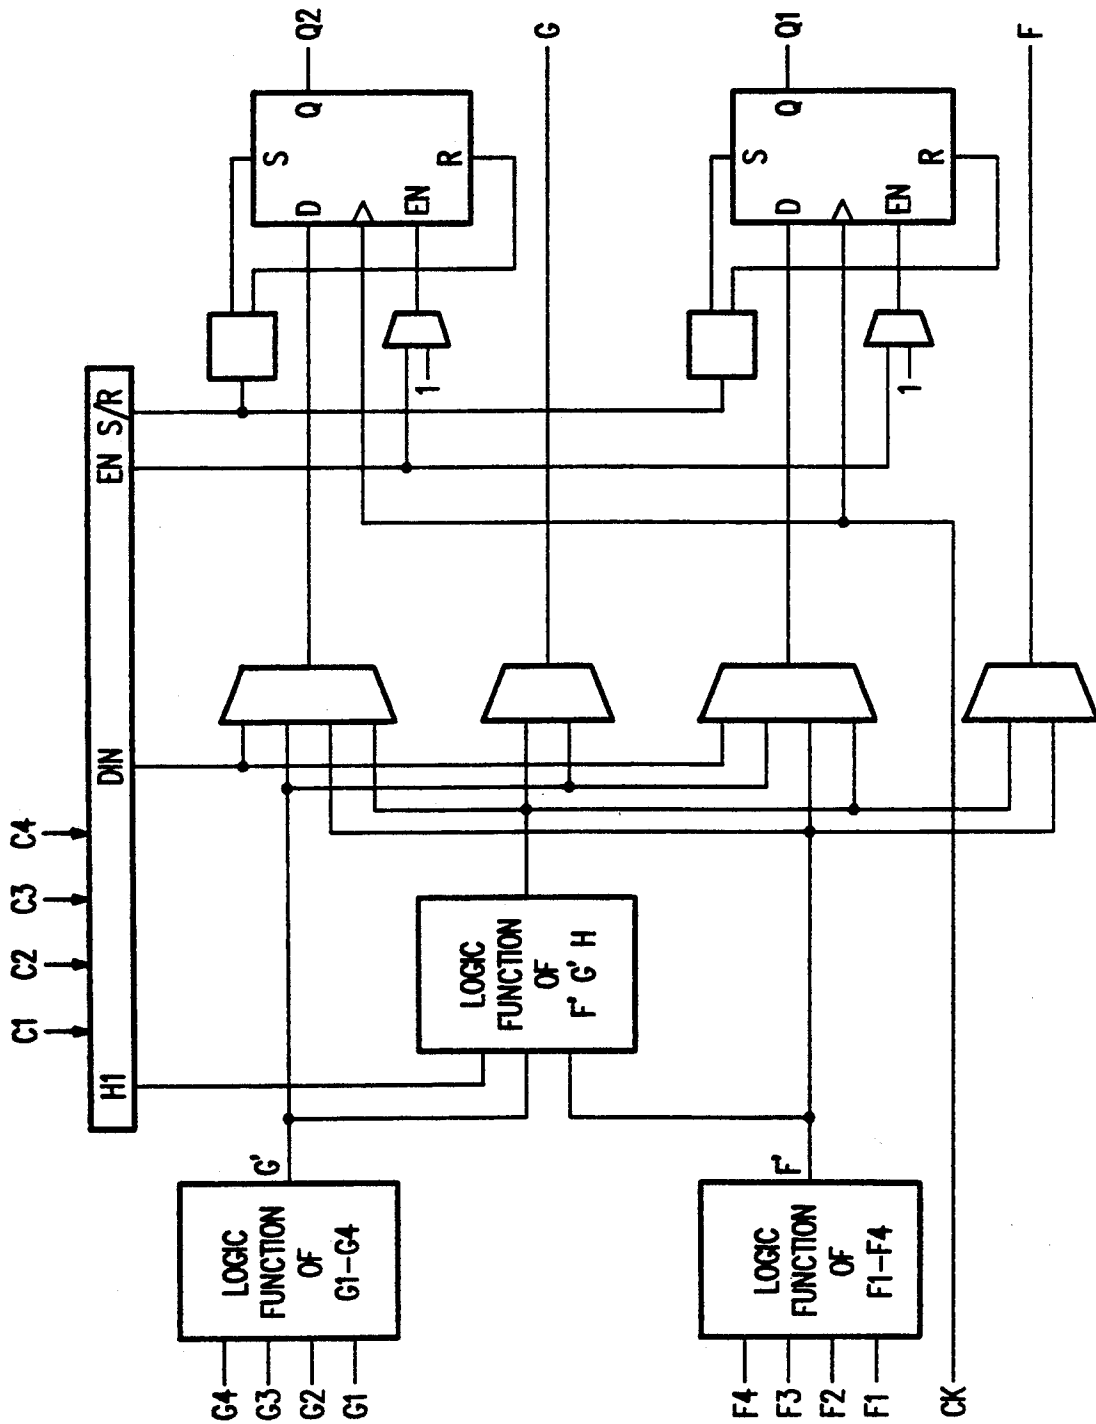 C1 C2 C3 C4
H1 DIN EN S/R
G4
G3
G2
G1
LOGIC
FUNCTION
OF
G1-G4
G'
LOGIC
FUNCTION
OF
F' G' H
S
D Q
EN
R
Q2
1
G
F4
F3
F2
F1
LOGIC
FUNCTION
OF
F1-F4
F'
S
D Q
EN
R
Q1
1
F
CK